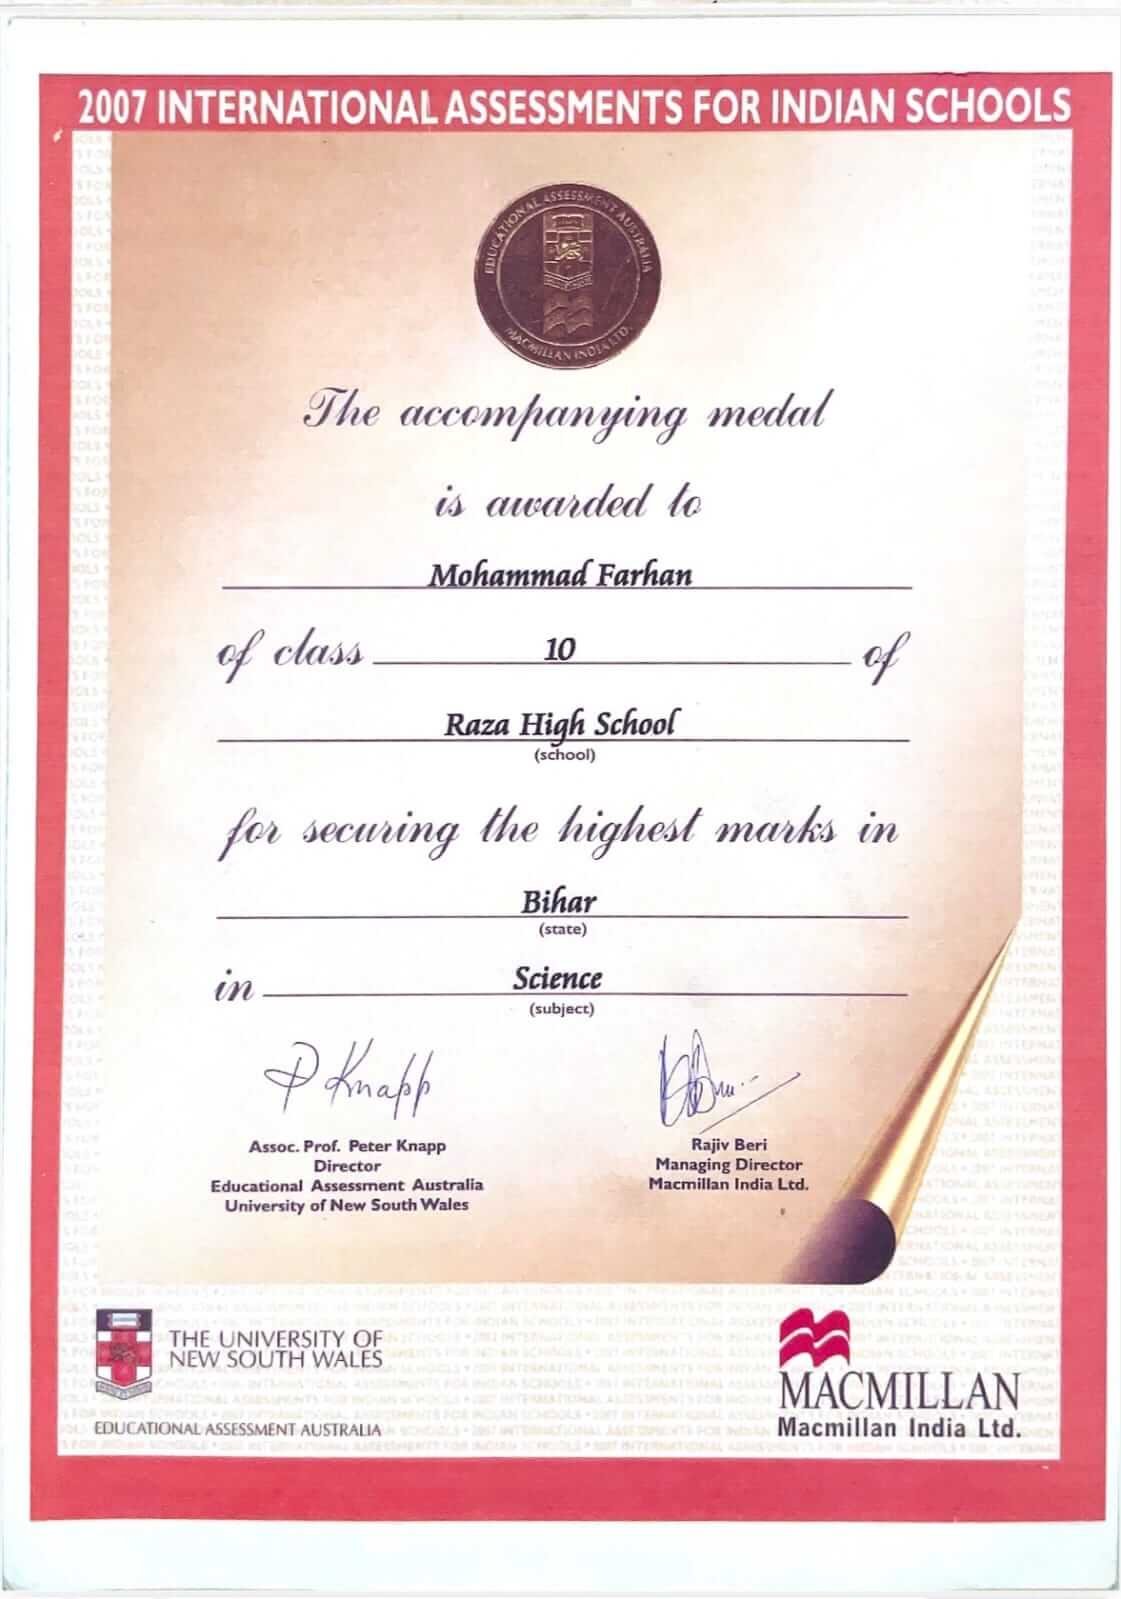 2007 INTERNATIONAL ASSESSMENTS FOR INDIAN SCHOOLS
EDUCATIONAL ASSESSMENT AUSTRALIA
MACMILLAN INDIA LTD.
The accompanying medal
is awarded to
Mohammad Farhan
of class 10 of
Raza High School
(school)
for securing the highest marks in
Bihar
(state)
in Science
(subject)
P Knapp
Assoc. Prof. Peter Knapp
Director
Educational Assessment Australia
University of New South Wales
Rajiv Beri
Managing Director
Macmillan India Ltd.
THE UNIVERSITY OF
NEW SOUTH WALES
EDUCATIONAL ASSESSMENT AUSTRALIA
MACMILLAN
Macmillan India Ltd.